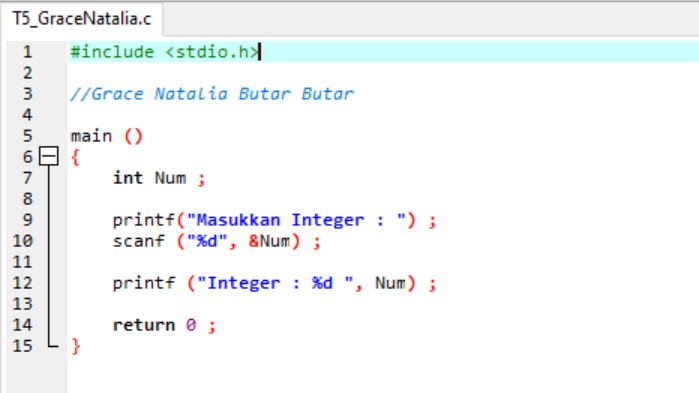 T5_GraceNatalia.c
1 #include <stdio.h>
2
3 //Grace Natalia Butar Butar
4
5 main ()
6 {
7 int Num ;
8
9 printf("Masukkan Integer : ") ;
10 scanf ("%d", &Num) ;
11
12 printf ("Integer : %d ", Num) ;
13
14 return 0 ;
15 }